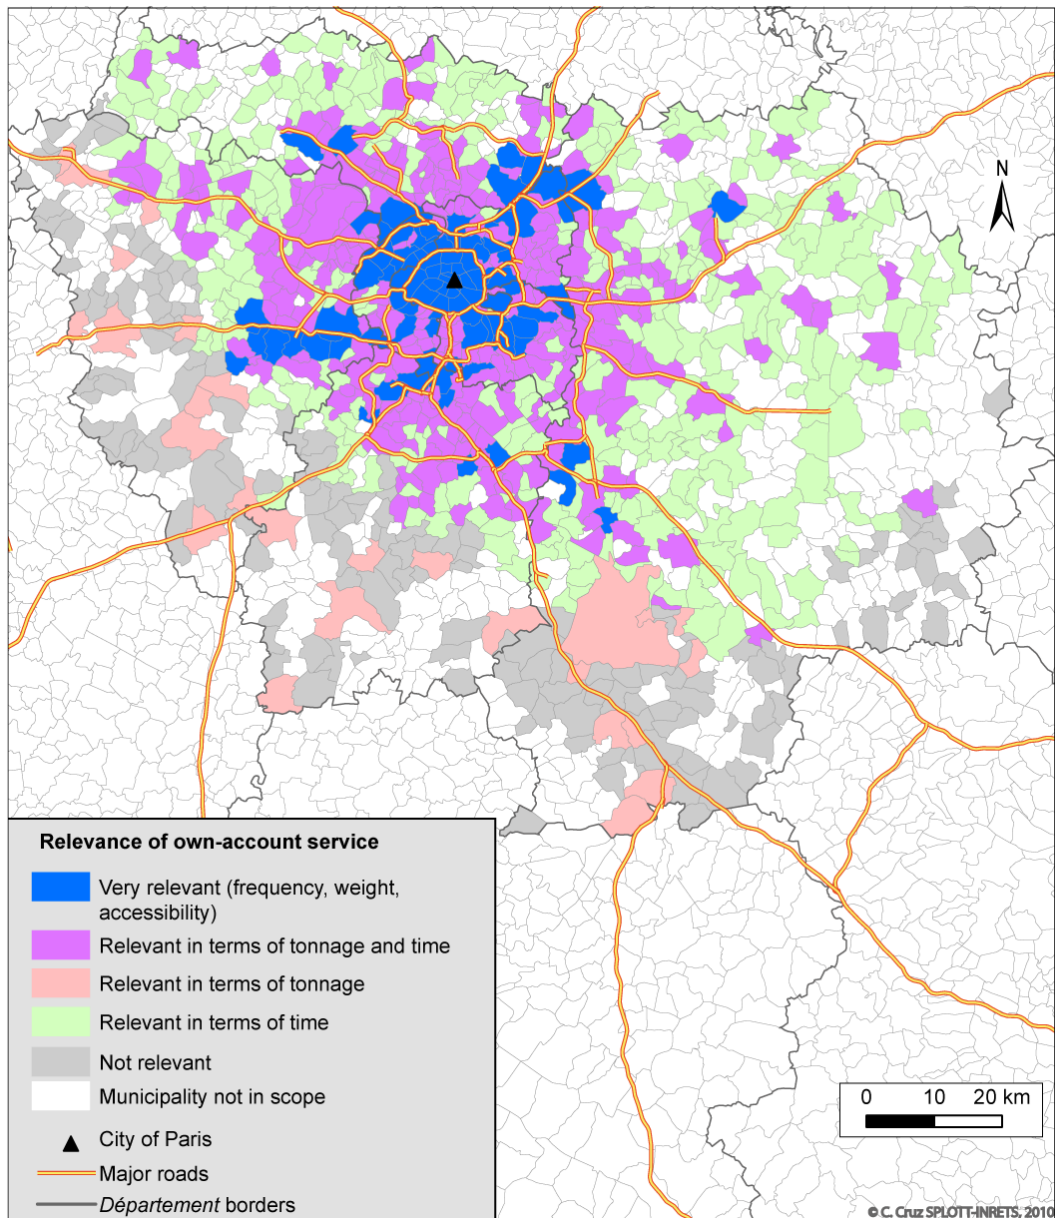 N
Relevance of own-account service
Very relevant (frequency, weight,
accessibility)
Relevant in terms of tonnage and time
Relevant in terms of tonnage
Relevant in terms of time
Not relevant
Municipality not in scope
City of Paris
Major roads
Département borders
0 10 20 km
© C. Cruz SPLOTT-INRETS, 2010